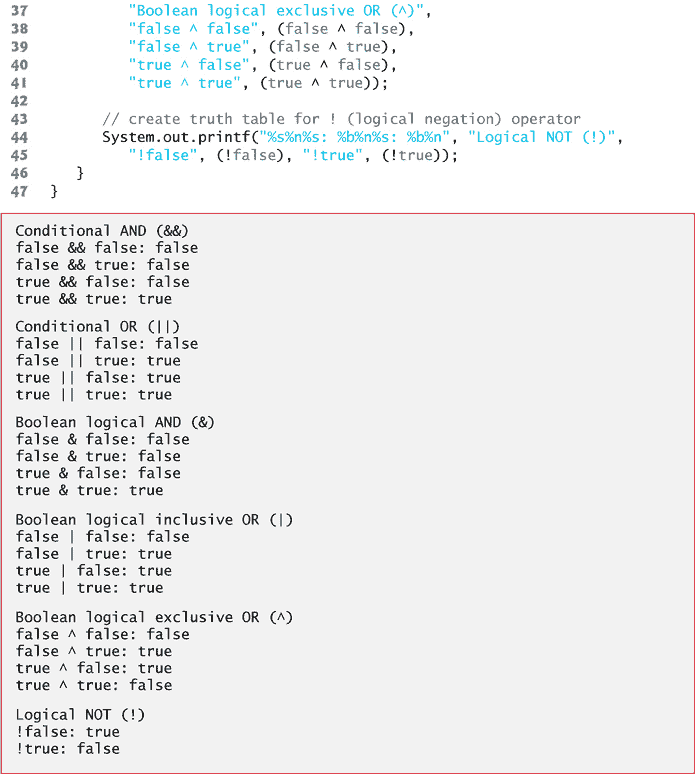 37 "Boolean logical exclusive OR (^)",
38 "false ^ false", (false ^ false),
39 "false ^ true", (false ^ true),
40 "true ^ false", (true ^ false),
41 "true ^ true", (true ^ true));
42
43 // create truth table for ! (logical negation) operator
44 System.out.printf("%s%n%s: %b%n%s: %b%n", "Logical NOT (!)",
45 "!false", (!false), "!true", (!true));
46 }
47 }
Conditional AND (&&)
false && false: false
false && true: false
true && false: false
true && true: true
Conditional OR (||)
false || false: false
false || true: true
true || false: true
true || true: true
Boolean logical AND (&)
false & false: false
false & true: false
true & false: false
true & true: true
Boolean logical inclusive OR (|)
false | false: false
false | true: true
true | false: true
true | true: true
Boolean logical exclusive OR (^)
false ^ false: false
false ^ true: true
true ^ false: true
true ^ true: false
Logical NOT (!)
!false: true
!true: false